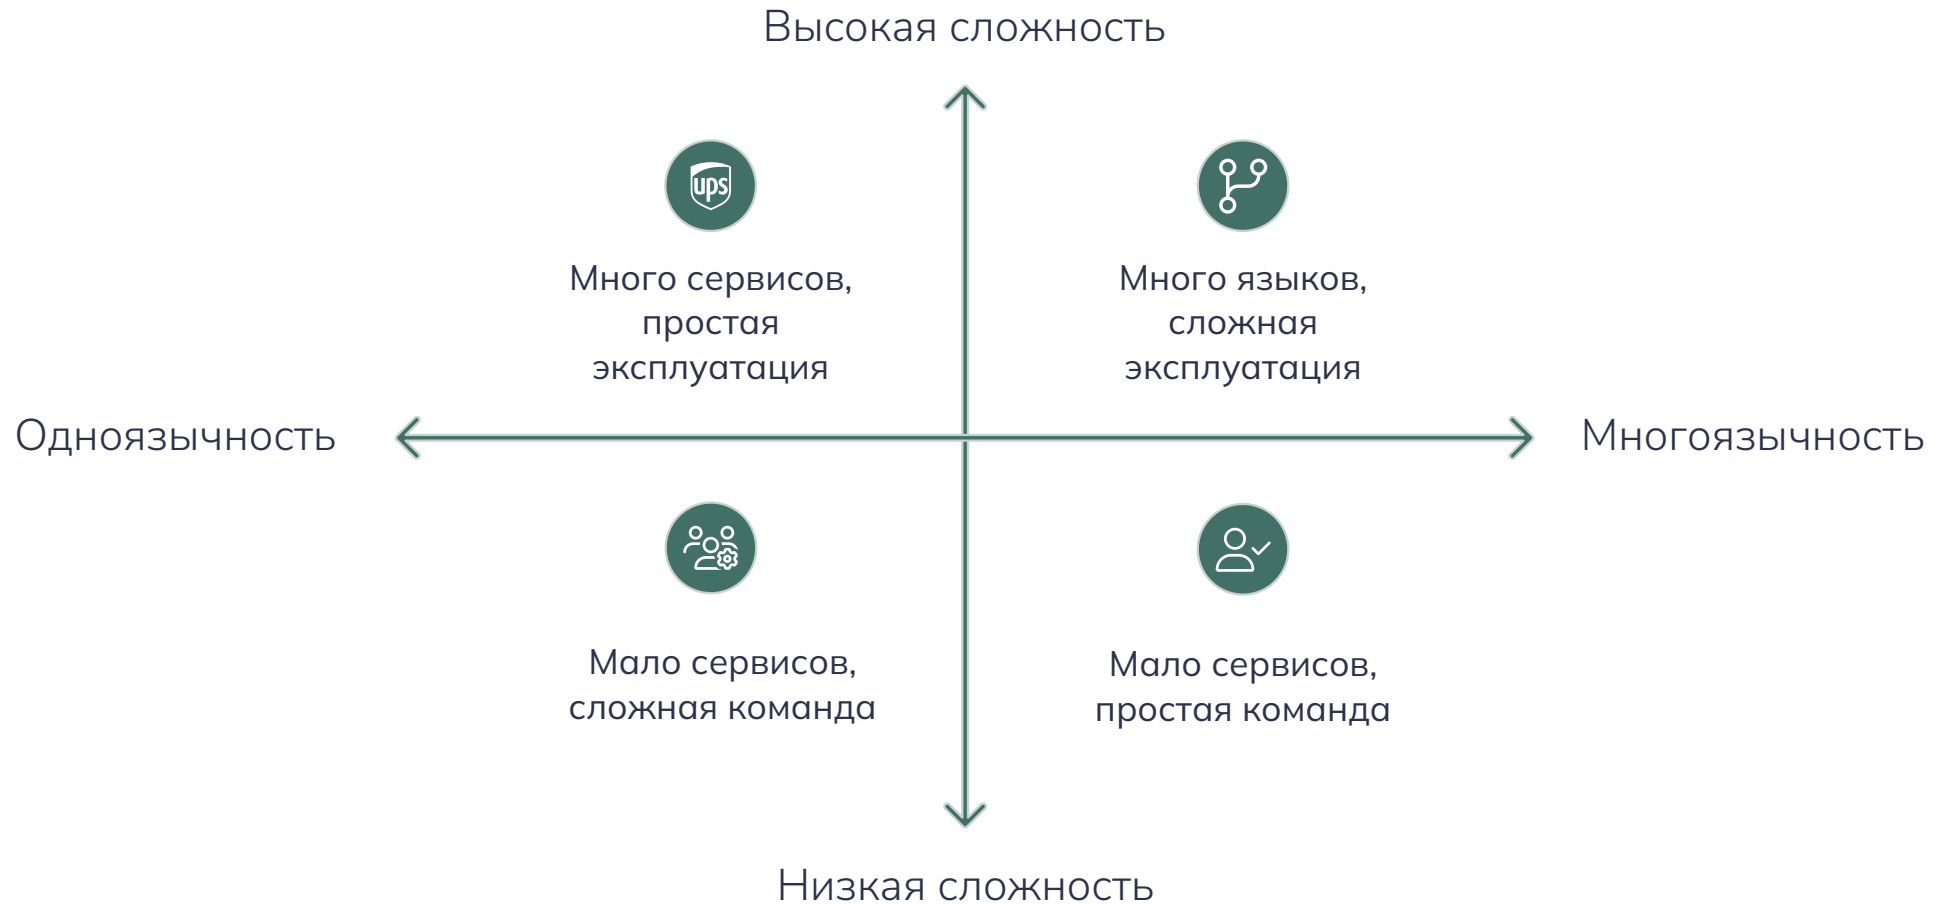 Высокая сложность
ups
Много сервисов,
простая
эксплуатация
Много языков,
сложная
эксплуатация
Одноязычность
Многоязычность
Мало сервисов,
сложная команда
Мало сервисов,
простая команда
Низкая сложность